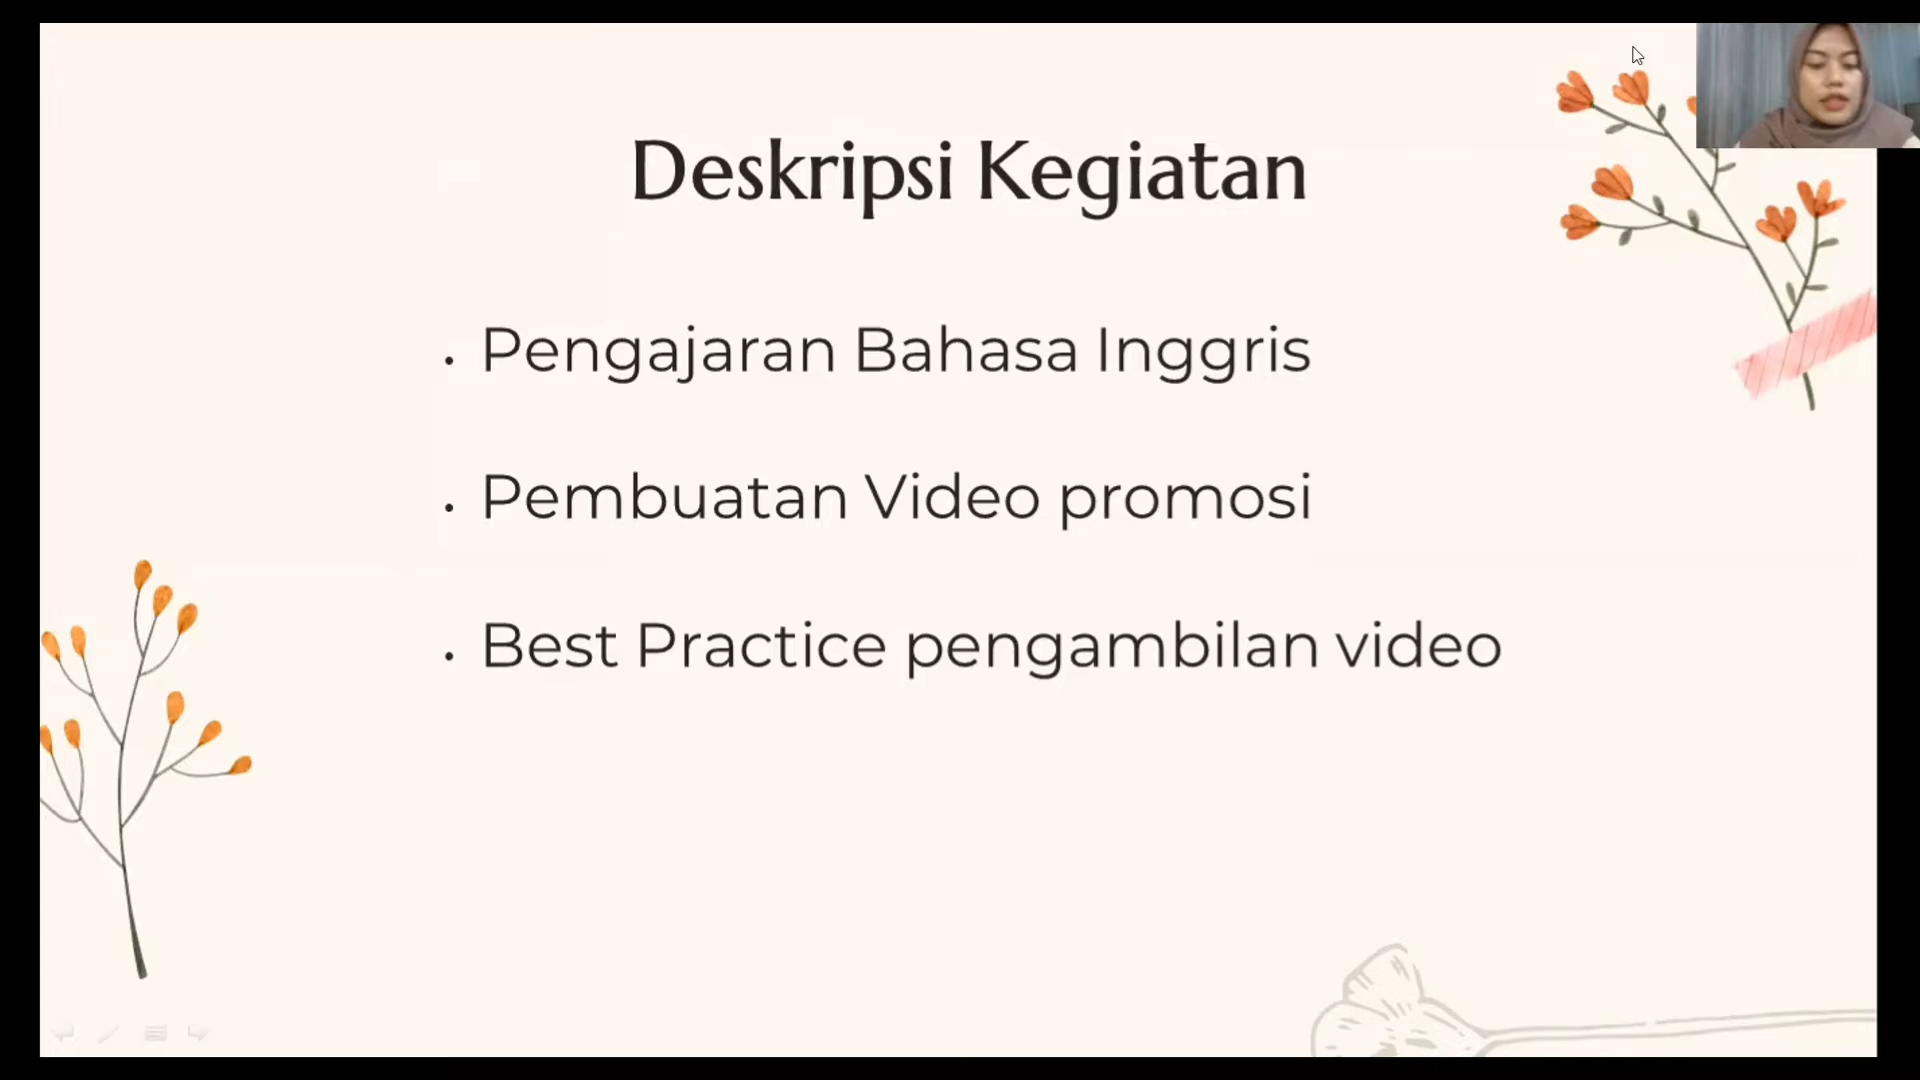 Deskripsi Kegiatan
. Pengajaran Bahasa Inggris
. Pembuatan Video promosi
. Best Practice pengambilan video